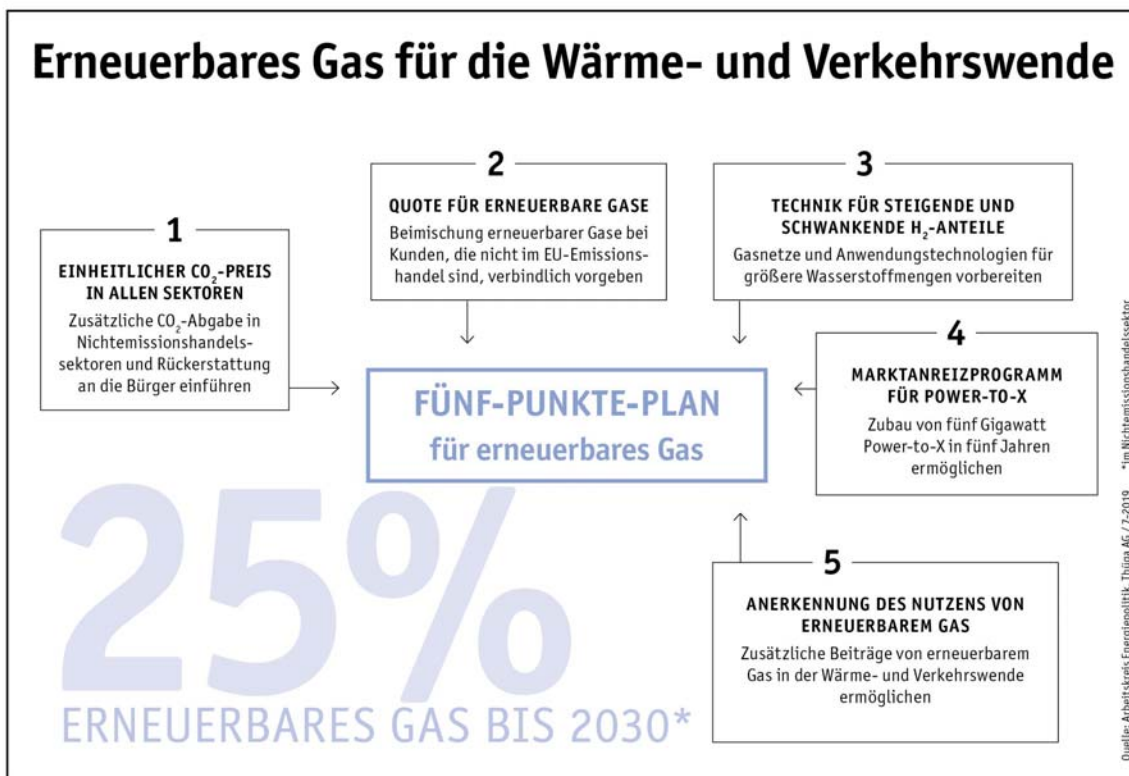 Erneuerbares Gas für die Wärme- und Verkehrswende
1
EINHEITLICHER CO₂-PREIS
IN ALLEN SEKTOREN
Zusätzliche CO₂-Abgabe in
Nichtemissionshandels-
sektoren und Rückerstattung
an die Bürger einführen
2
QUOTE FÜR ERNEUERBARE GASE
Beimischung erneuerbarer Gase bei
Kunden, die nicht im EU-Emissions-
handel sind, verbindlich vorgeben
3
TECHNIK FÜR STEIGENDE UND
SCHWANKENDE H₂-ANTEILE
Gasnetze und Anwendungstechnologien für
größere Wasserstoffmengen vorbereiten
4
MARKTANREIZPROGRAMM
FÜR POWER-TO-X
Zubau von fünf Gigawatt
Power-to-X in fünf Jahren
ermöglichen
5
ANERKENNUNG DES NUTZENS VON
ERNEUERBAREM GAS
Zusätzliche Beiträge von erneuerbarem
Gas in der Wärme- und Verkehrswende
ermöglichen
FÜNF-PUNKTE-PLAN
für erneuerbares Gas
25%
ERNEUERBARES GAS BIS 2030*
Quelle: Arbeitskreis Energiepolitik, Thüga AG / 7-2019 *im Nichtemissionshandelssektor